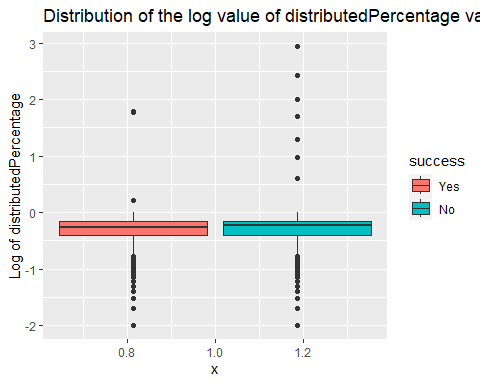 Distribution of the log value of distributedPercentage va
Log of distributedPercentage
3
2
1
0
-1
-2
0.8
1.0
1.2
x
success
Yes
No